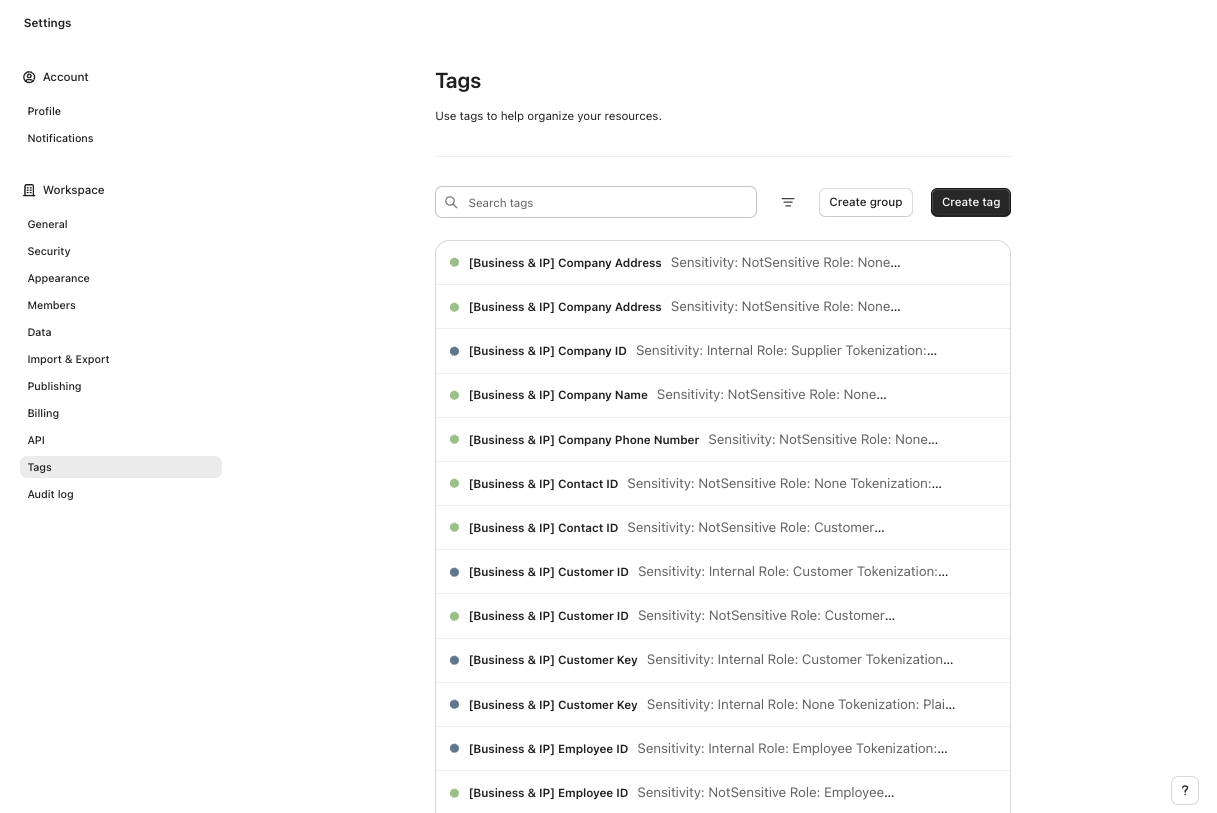 Settings
Account
Profile
Notifications
Workspace
General
Security
Appearance
Members
Data
Import & Export
Publishing
Billing
API
Tags
Audit log
Tags
Use tags to help organize your resources.
Search tags
Create group
Create tag
[Business & IP] Company Address Sensitivity: NotSensitive Role: None...
[Business & IP] Company Address Sensitivity: NotSensitive Role: None...
[Business & IP] Company ID Sensitivity: Internal Role: Supplier Tokenization:...
[Business & IP] Company Name Sensitivity: NotSensitive Role: None...
[Business & IP] Company Phone Number Sensitivity: NotSensitive Role: None...
[Business & IP] Contact ID Sensitivity: NotSensitive Role: None Tokenization:...
[Business & IP] Contact ID Sensitivity: NotSensitive Role: Customer...
[Business & IP] Customer ID Sensitivity: Internal Role: Customer Tokenization:...
[Business & IP] Customer ID Sensitivity: NotSensitive Role: Customer...
[Business & IP] Customer Key Sensitivity: Internal Role: Customer Tokenization...
[Business & IP] Customer Key Sensitivity: Internal Role: None Tokenization: Plai...
[Business & IP] Employee ID Sensitivity: Internal Role: Employee Tokenization:...
[Business & IP] Employee ID Sensitivity: NotSensitive Role: Employee...
?